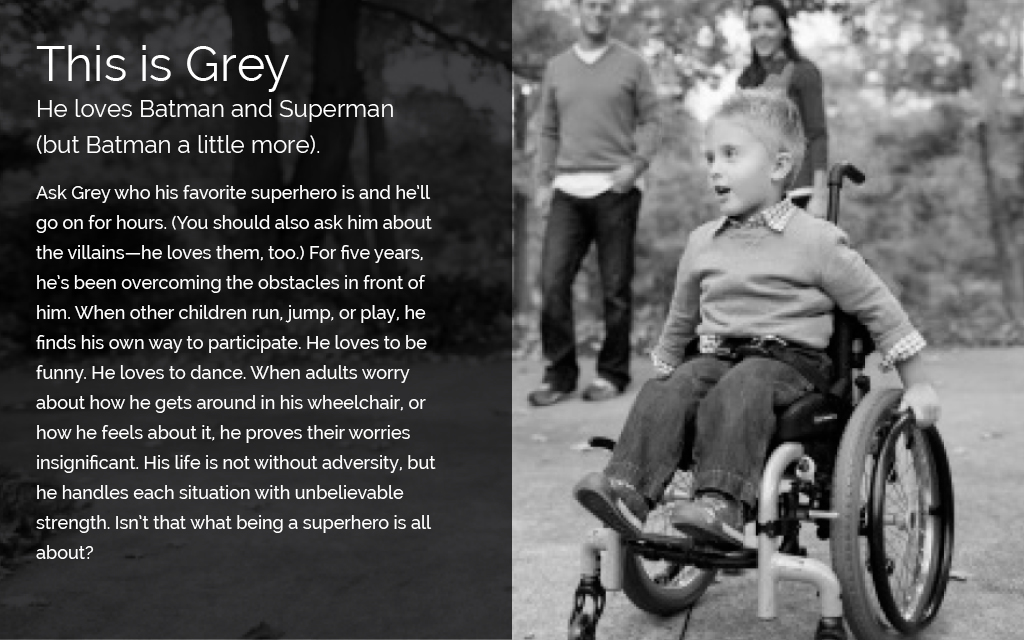 This is Grey
He loves Batman and Superman
(but Batman a little more).
Ask Grey who his favorite superhero is and he'll
go on for hours. (You should also ask him about
the villains—he loves them, too.) For five years,
he's been overcoming the obstacles in front of
him. When other children run, jump, or play, he
finds his own way to participate. He loves to be
funny. He loves to dance. When adults worry
about how he gets around in his wheelchair, or
how he feels about it, he proves their worries
insignificant. His life is not without adversity, but
he handles each situation with unbelievable
strength. Isn't that what being a superhero is all
about?